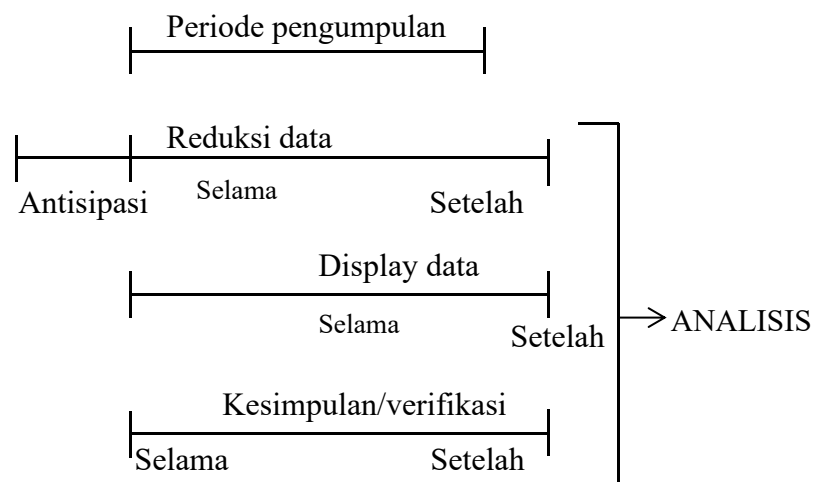 Periode pengumpulan
Reduksi data
Antisipasi Selama Setelah
Display data
Selama Setelah
ANALISIS
Kesimpulan/verifikasi
Selama Setelah